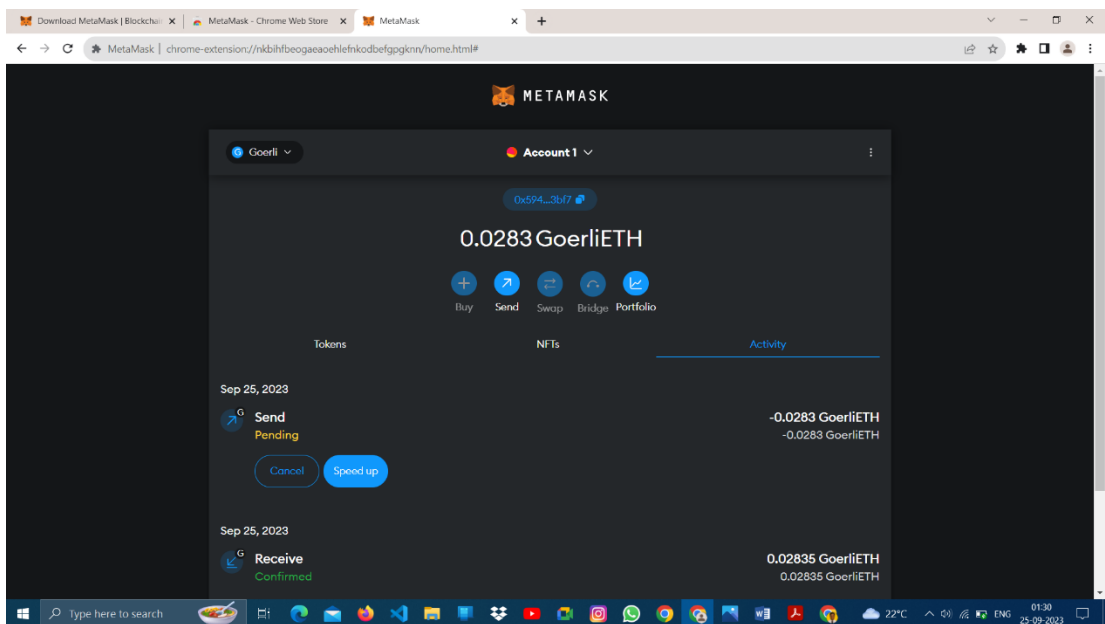 Download MetaMask | Blockchai
MetaMask - Chrome Web Store
MetaMask
MetaMask | chrome-extension://nkbihfbeogaeaoehlefnkodbefgpgknn/home.html#
METAMASK
G Goerli
Account 1
0x594...3bf7
0.0283 GoerliETH
Buy Send Swap Bridge Portfolio
Tokens NFTs Activity
Sep 25, 2023
G Send -0.0283 GoerliETH
Pending -0.0283 GoerliETH
Cancel Speed up
Sep 25, 2023
G Receive 0.02835 GoerliETH
Confirmed 0.02835 GoerliETH
Type here to search 22°C ENG 01:30
25-09-2023